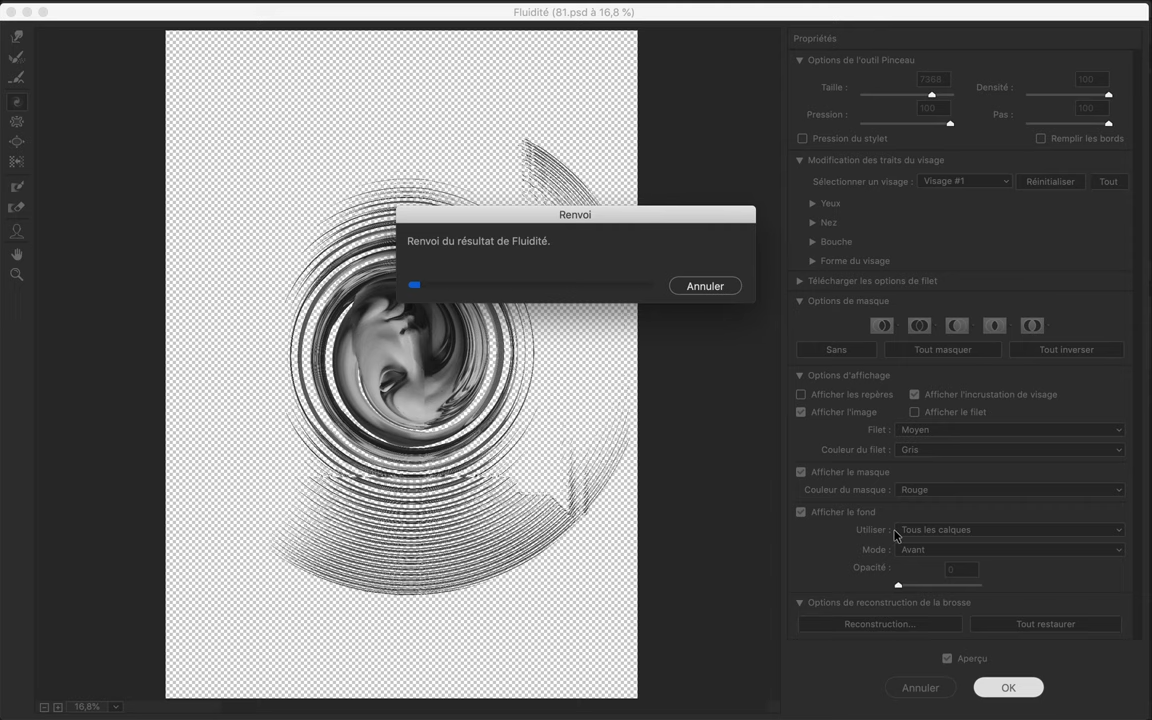 Fluidité (81.psd à 16,8 %)
Propriétés
Options de l'outil Pinceau
Taille : 7368 Densité : 100
Pression : 100 Pas : 100
Pression du stylet Remplir les bords
Modification des traits du visage
Sélectionner un visage : Visage #1 Réinitialiser Tout
Yeux
Nez
Bouche
Forme du visage
Renvoi
Renvoi du résultat de Fluidité.
Annuler
Télécharger les options de filet
Options de masque
Sans Tout masquer Tout inverser
Options d'affichage
Afficher les repères Afficher l'incrustation de visage
Afficher l'image Afficher le filet
Filet : Moyen
Couleur du filet : Gris
Afficher le masque
Couleur du masque : Rouge
Afficher le fond
Utiliser : Tous les calques
Mode : Avant
Opacité : 0
Options de reconstruction de la brosse
Reconstruction... Tout restaurer
Aperçu
Annuler OK
16,8%